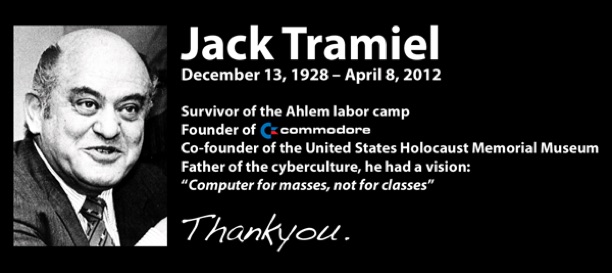 Jack Tramiel
December 13, 1928 – April 8, 2012
Survivor of the Ahlem labor camp
Founder of commodore
Co-founder of the United States Holocaust Memorial Museum
Father of the cyberculture, he had a vision:
“Computer for masses, not for classes”
Thankyou.